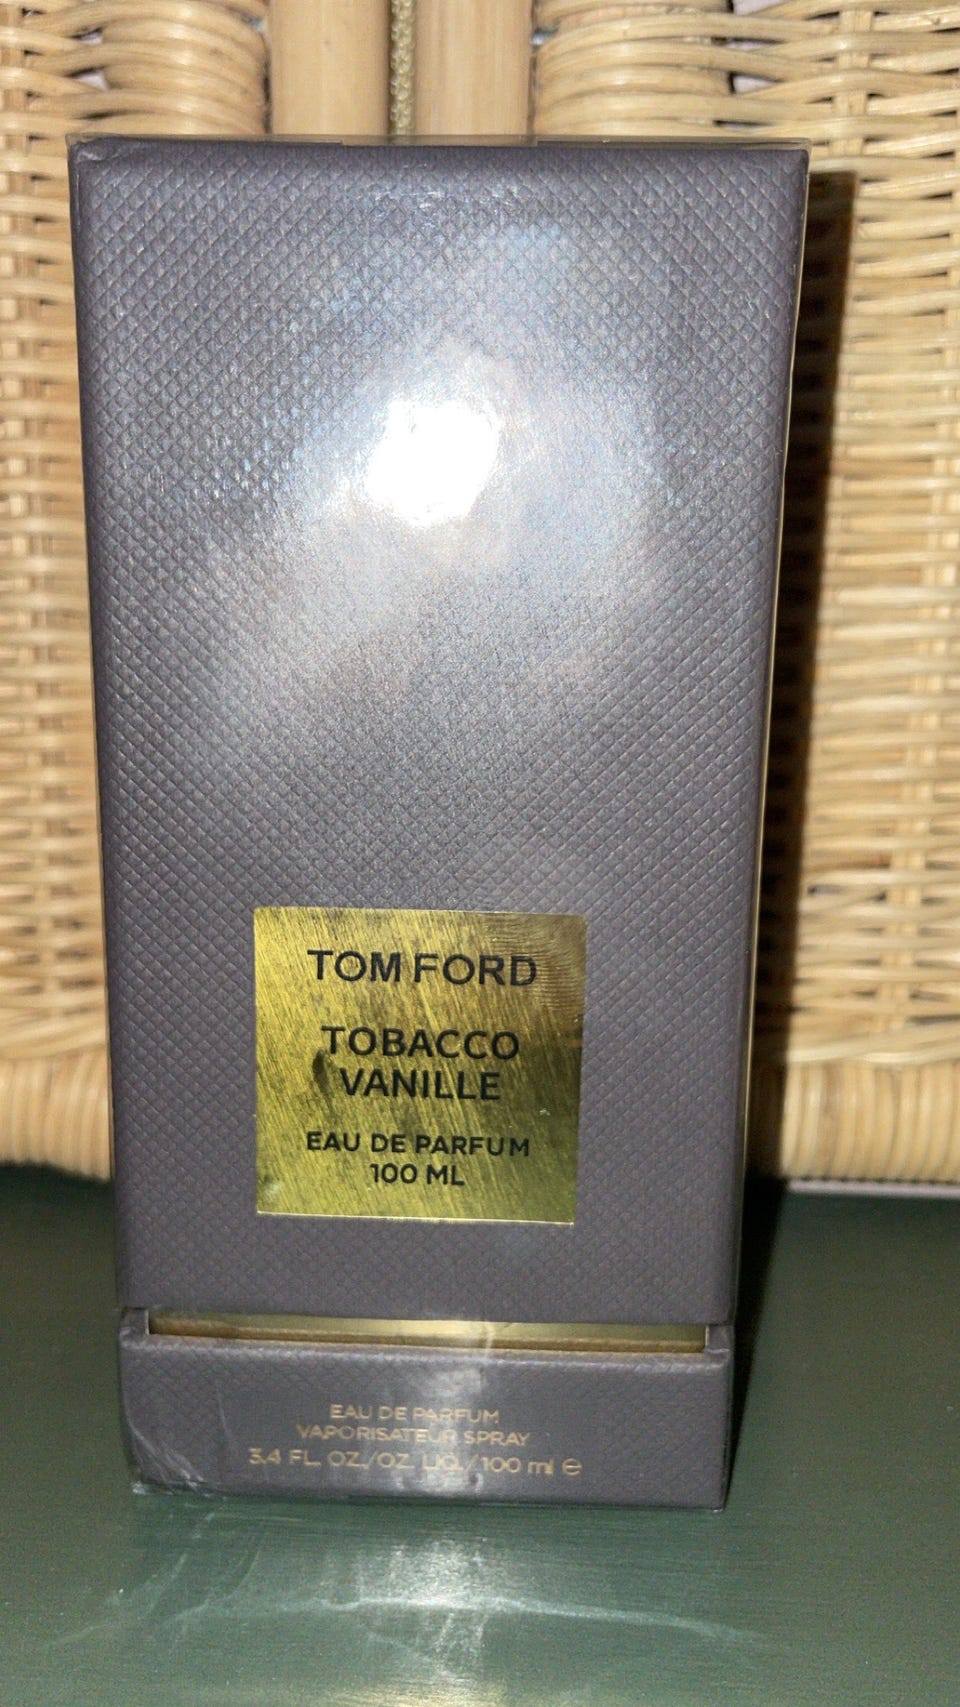 TOM FORD
TOBACCO
VANILLE
EAU DE PARFUM
100 ML
EAU DE PARFUM
VAPORISATEUR SPRAY
3.4 FL. OZ./OZ. LIQ./100 ml e